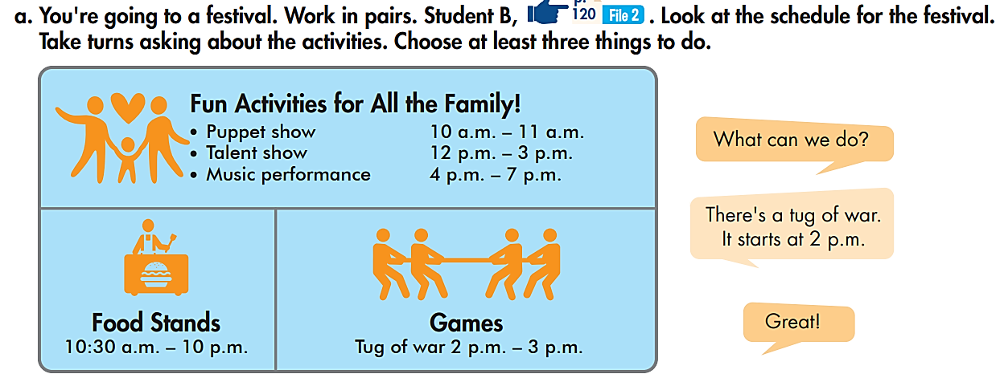 a. You're going to a festival. Work in pairs. Student B, p. 120 File 2 . Look at the schedule for the festival.
Take turns asking about the activities. Choose at least three things to do.
Fun Activities for All the Family!
• Puppet show 10 a.m. – 11 a.m.
• Talent show 12 p.m. – 3 p.m.
• Music performance 4 p.m. – 7 p.m.
Food Stands
10:30 a.m. – 10 p.m.
Games
Tug of war 2 p.m. – 3 p.m.
What can we do?
There's a tug of war.
It starts at 2 p.m.
Great!